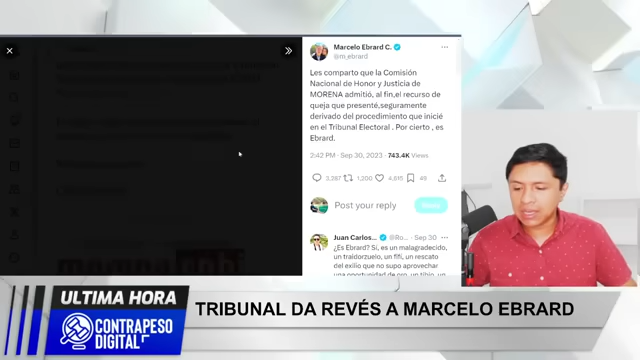 Marcelo Ebrard C.
@m_ebrard
Les comparto que la Comisión
Nacional de Honor y Justicia de
MORENA admitió, al fin,el recurso de
queja que presenté,seguramente
derivado del procedimiento que inicié
en el Tribunal Electoral . Por cierto , es
Ebrard.
2:42 PM · Sep 30, 2023 · 743.4K Views
3,287 1,200 4,815 45
Post your reply
Juan Carlos... @Ro... · Sep 30
¿Es Ebrard? Si, es un malagradecido,
un traidorzuelo, un fifi, un rescato
del exilio que no supo aprovechar
ULTIMA HORA
CONTRAPESO
DIGITAL
TRIBUNAL DA REVÉS A MARCELO EBRARD